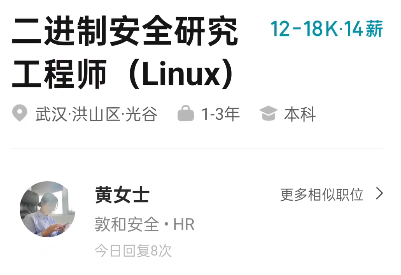 二进制安全研究
工程师（Linux）
12-18K·14薪
武汉·洪山区·光谷 1-3年 本科
黄女士
更多相似职位
敦和安全 • HR
今日回复8次